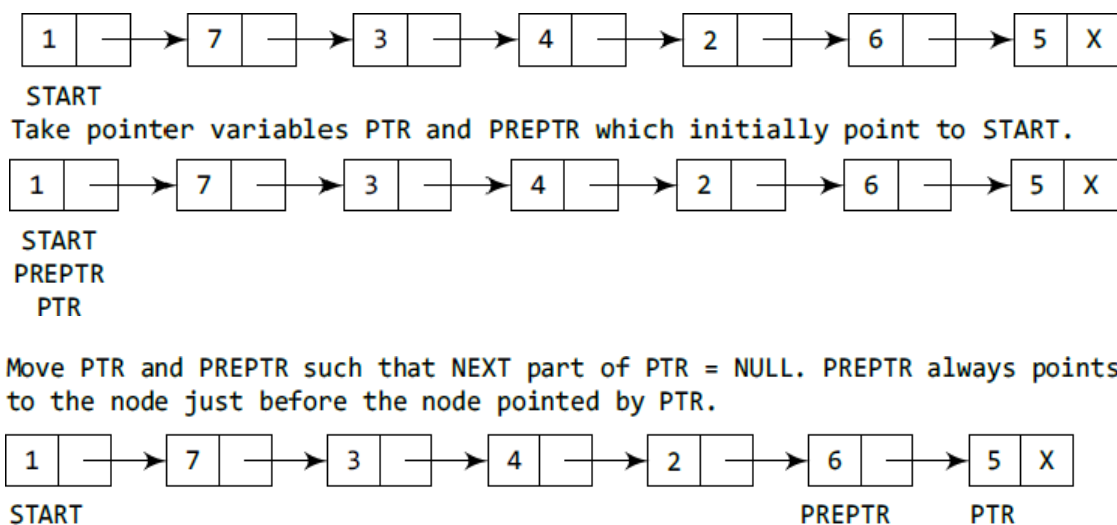 1 7 3 4 2 6 5 X
START
Take pointer variables PTR and PREPTR which initially point to START.
1 7 3 4 2 6 5 X
START
PREPTR
PTR
Move PTR and PREPTR such that NEXT part of PTR = NULL. PREPTR always points
to the node just before the node pointed by PTR.
1 7 3 4 2 6 5 X
START PREPTR PTR